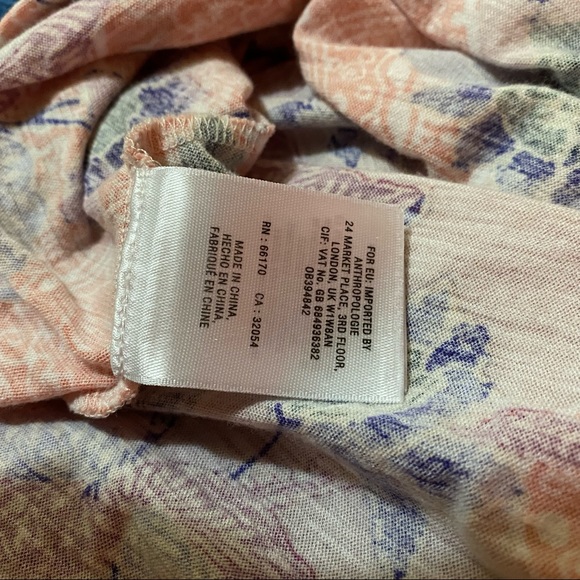 FOR EU: IMPORTED BY
ANTHROPOLOGIE
24 MARKET PLACE, 3RD FLOOR,
LONDON, UK W1W8AN
CIF: VAT No. GB 684936382
OB394842
RN : 66170 CA : 32054
MADE IN CHINA,
HECHO EN CHINA,
FABRIQUÉ EN CHINE